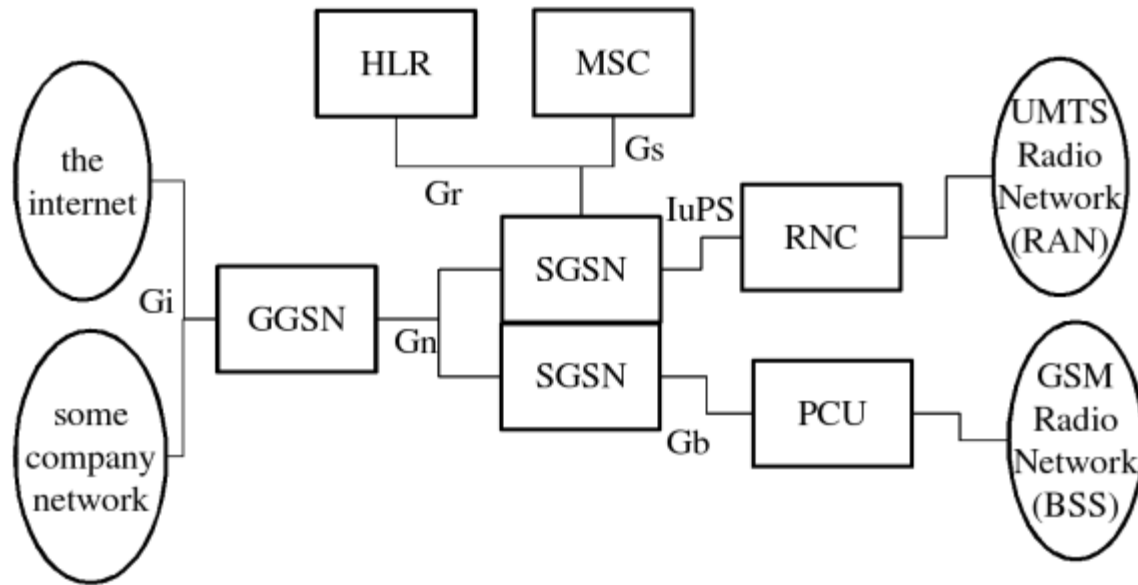 HLR
MSC
the
internet
Gr
Gs
UMTS
Radio
Network
(RAN)
IuPS
RNC
SGSN
Gi
GGSN
Gn
SGSN
some
company
network
Gb
PCU
GSM
Radio
Network
(BSS)